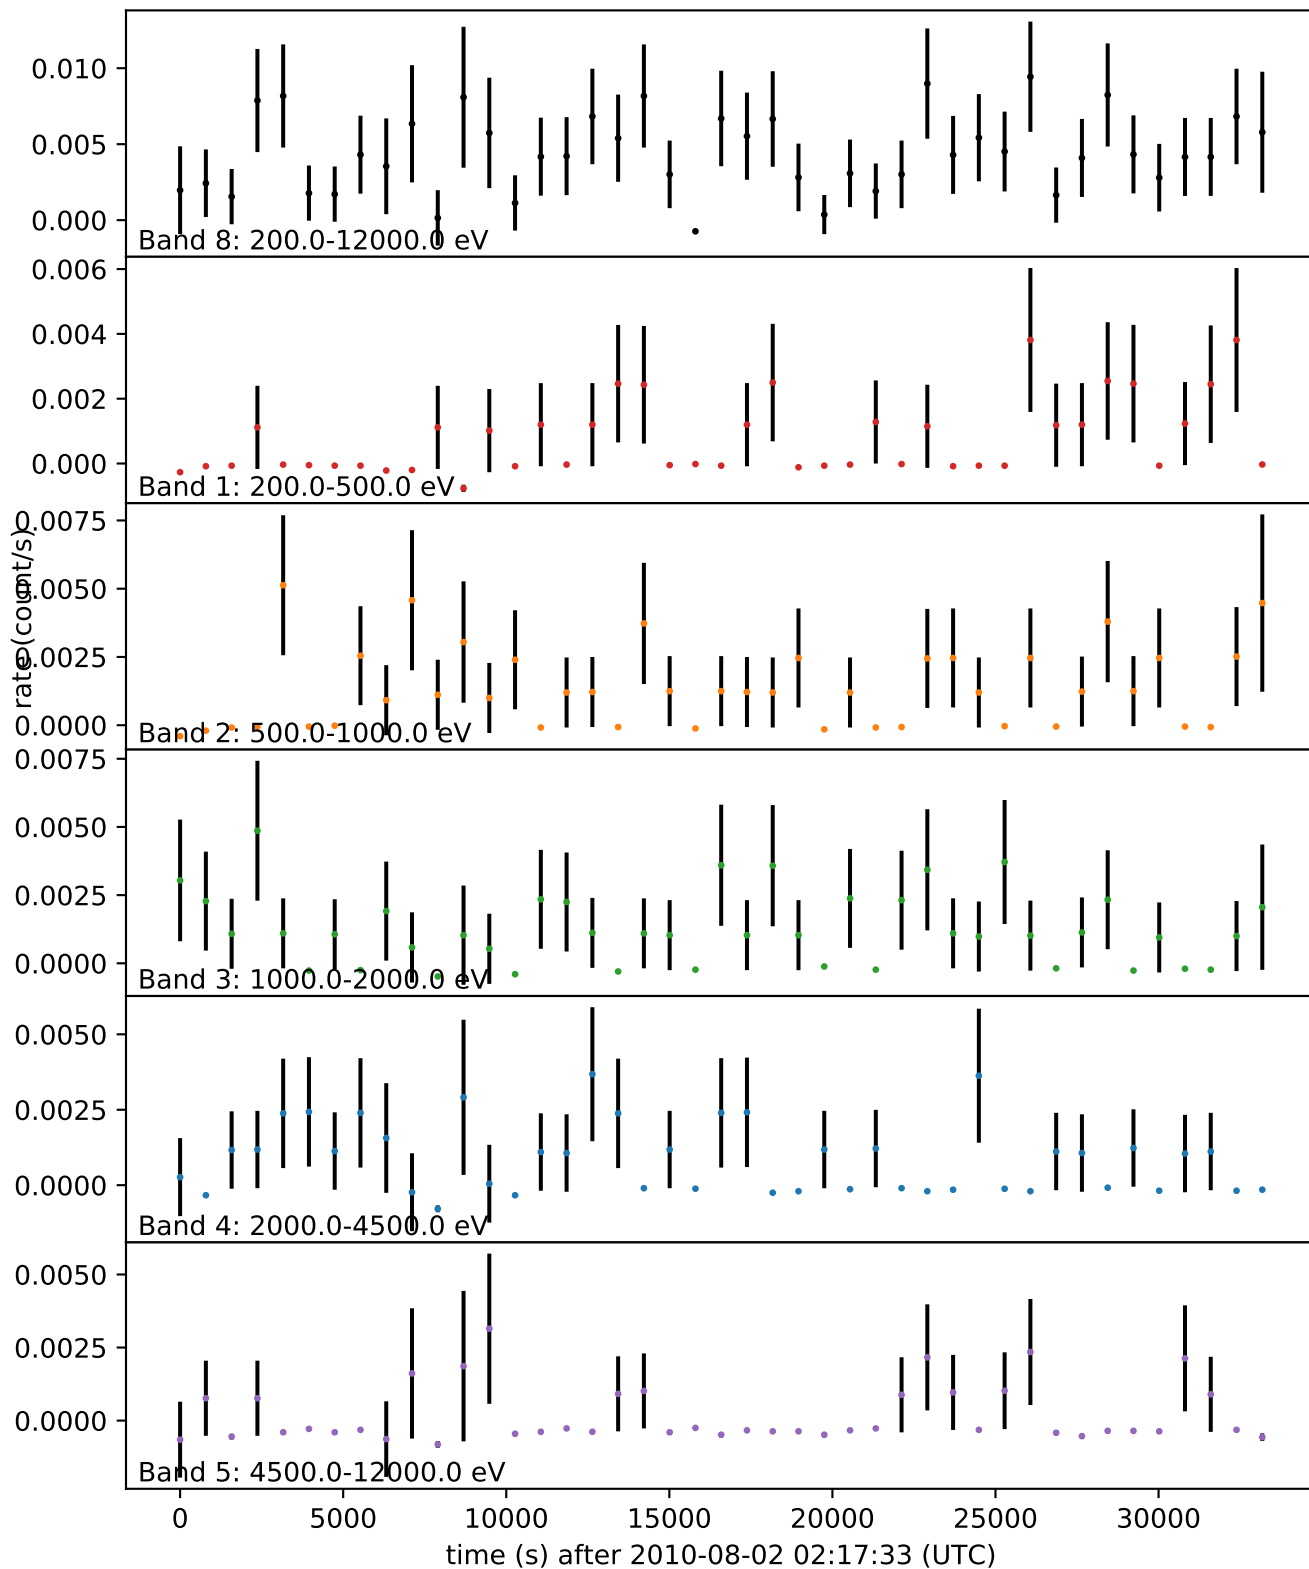 0.010
0.005
0.000
Band 8: 200.0-12000.0 eV
0.006
0.004
0.002
0.000
Band 1: 200.0-500.0 eV
rate (count/s)
0.0075
0.0050
0.0025
0.0000
Band 2: 500.0-1000.0 eV
0.0075
0.0050
0.0025
0.0000
Band 3: 1000.0-2000.0 eV
0.0050
0.0025
0.0000
Band 4: 2000.0-4500.0 eV
0.0050
0.0025
0.0000
Band 5: 4500.0-12000.0 eV
0 5000 10000 15000 20000 25000 30000
time (s) after 2010-08-02 02:17:33 (UTC)